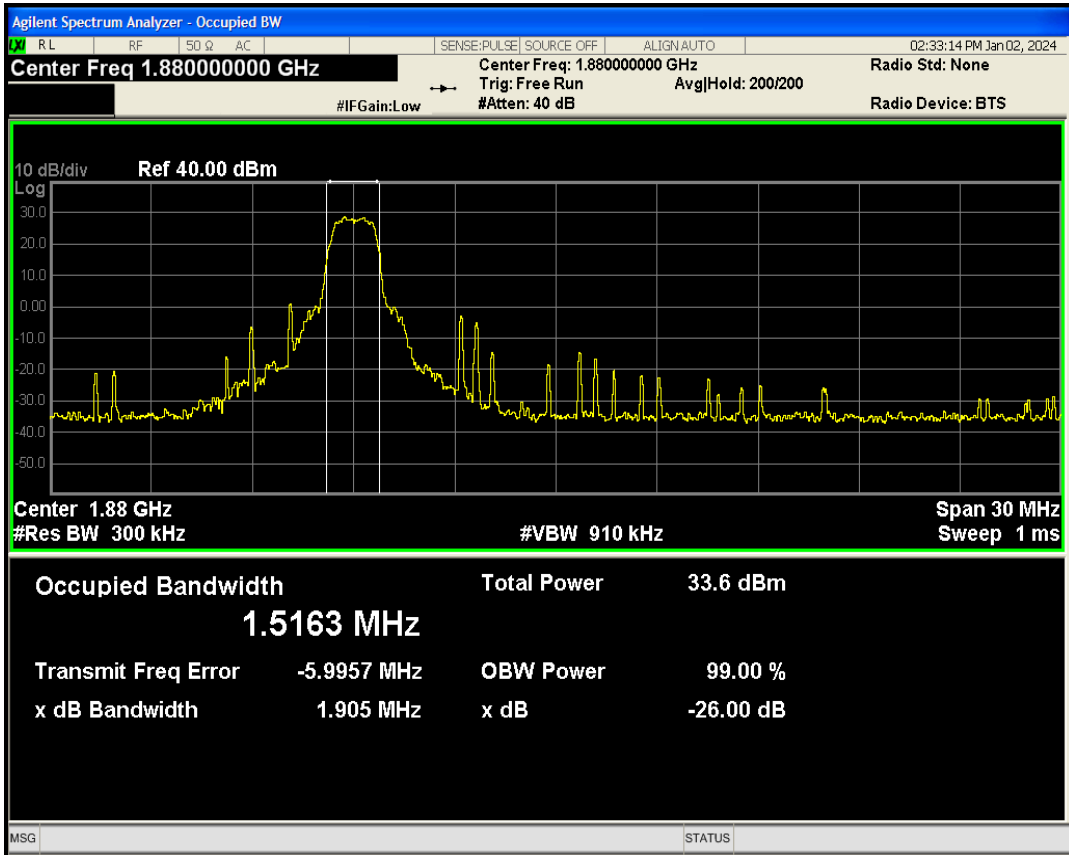 Agilent Spectrum Analyzer - Occupied BW
LXI RL RF 50 Ω AC SENSE:PULSE SOURCE OFF ALIGN AUTO 02:33:14 PM Jan 02, 2024
Center Freq 1.880000000 GHz Center Freq: 1.880000000 GHz Radio Std: None
Trig: Free Run Avg|Hold: 200/200
#IFGain:Low #Atten: 40 dB Radio Device: BTS
10 dB/div Ref 40.00 dBm
Log
30.0
20.0
10.0
0.00
-10.0
-20.0
-30.0
-40.0
-50.0
Center 1.88 GHz Span 30 MHz
#Res BW 300 kHz #VBW 910 kHz Sweep 1 ms
Occupied Bandwidth Total Power 33.6 dBm
1.5163 MHz
Transmit Freq Error -5.9957 MHz OBW Power 99.00 %
x dB Bandwidth 1.905 MHz x dB -26.00 dB
MSG STATUS